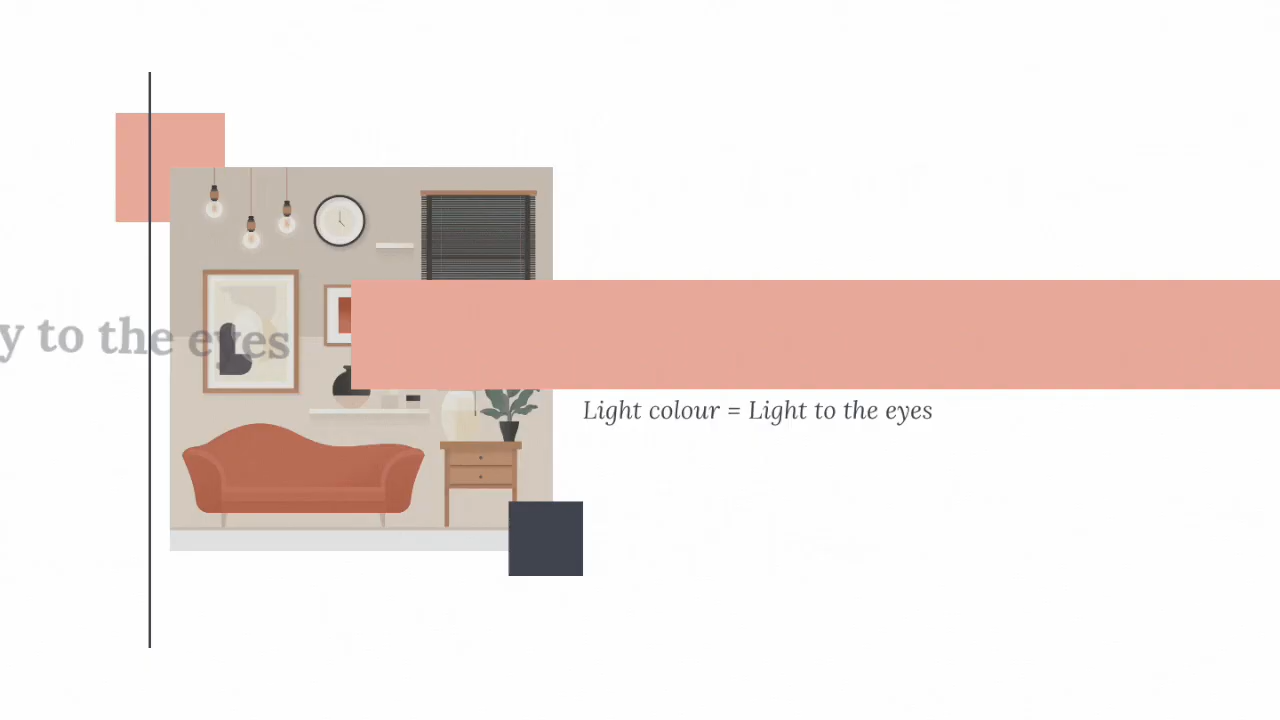 y to the eyes
Light colour = Light to the eyes